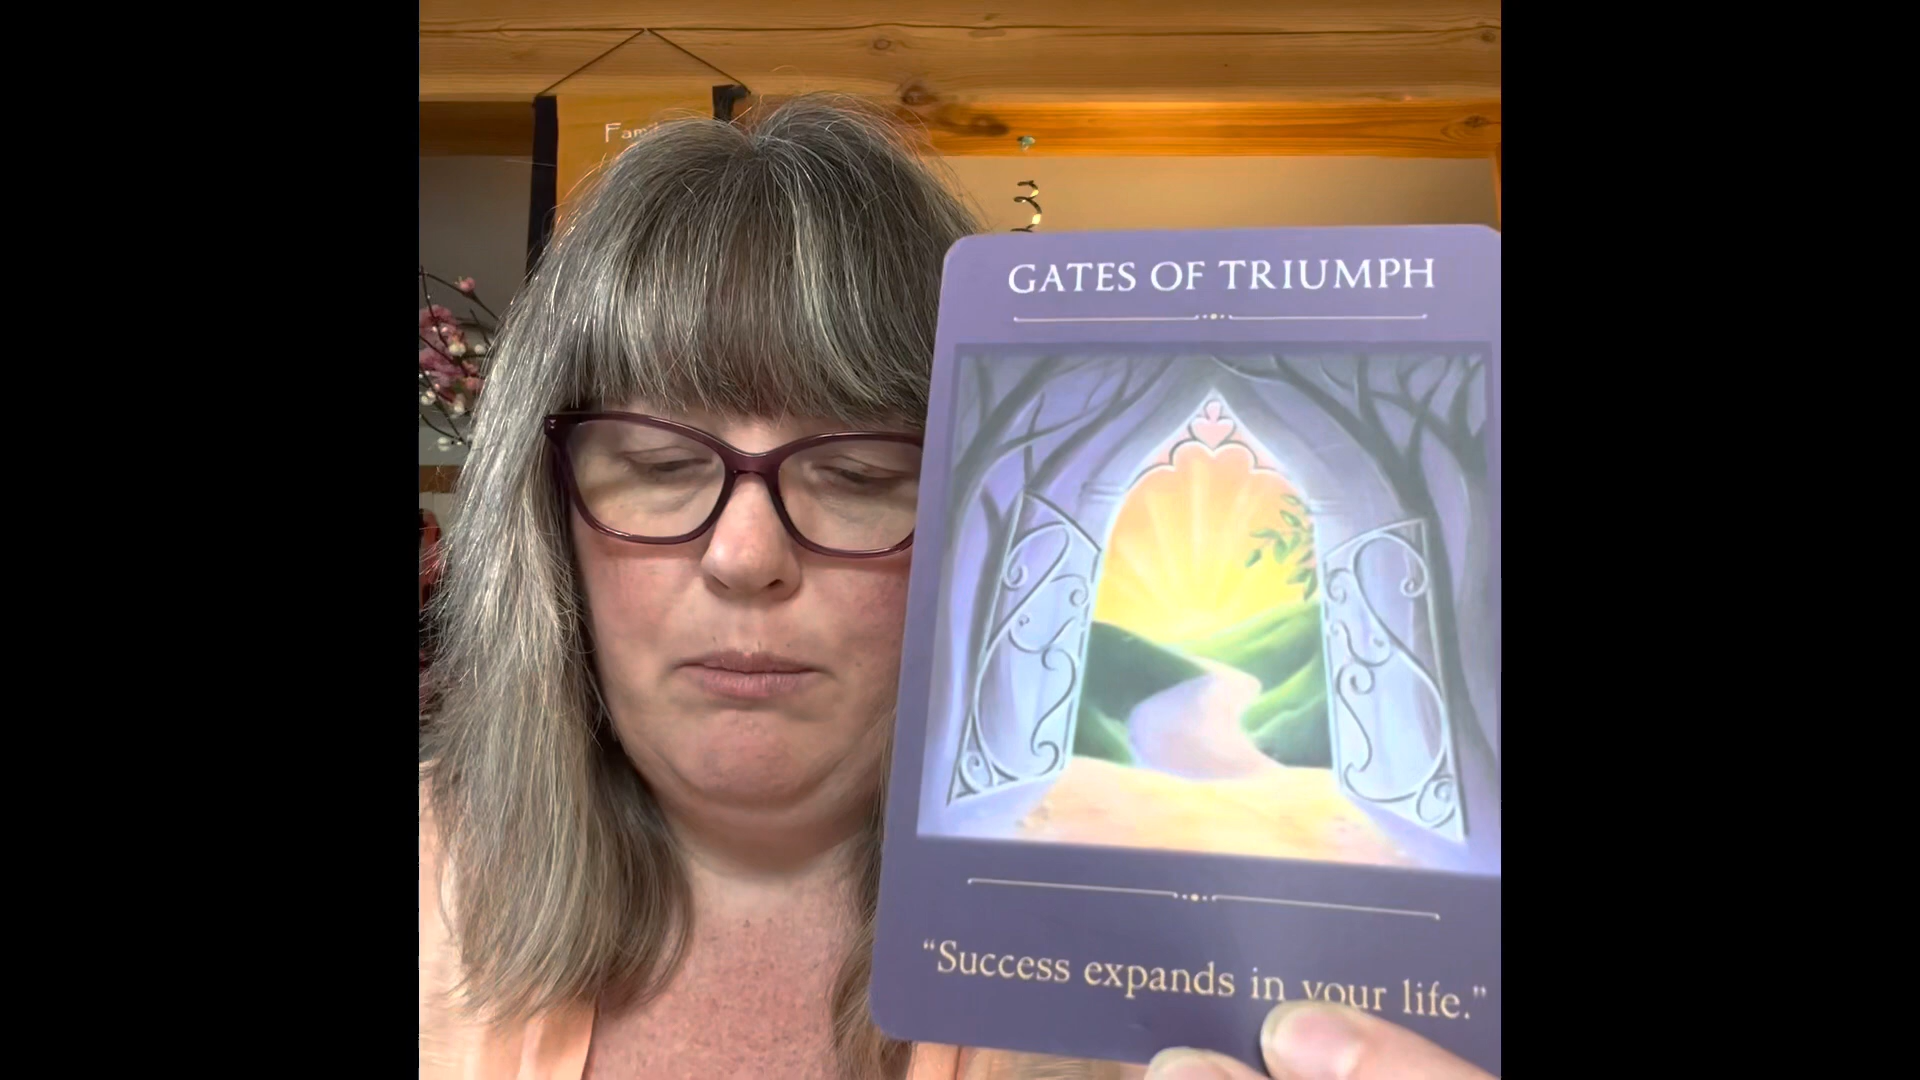 GATES OF TRIUMPH
“Success expands in your life.”